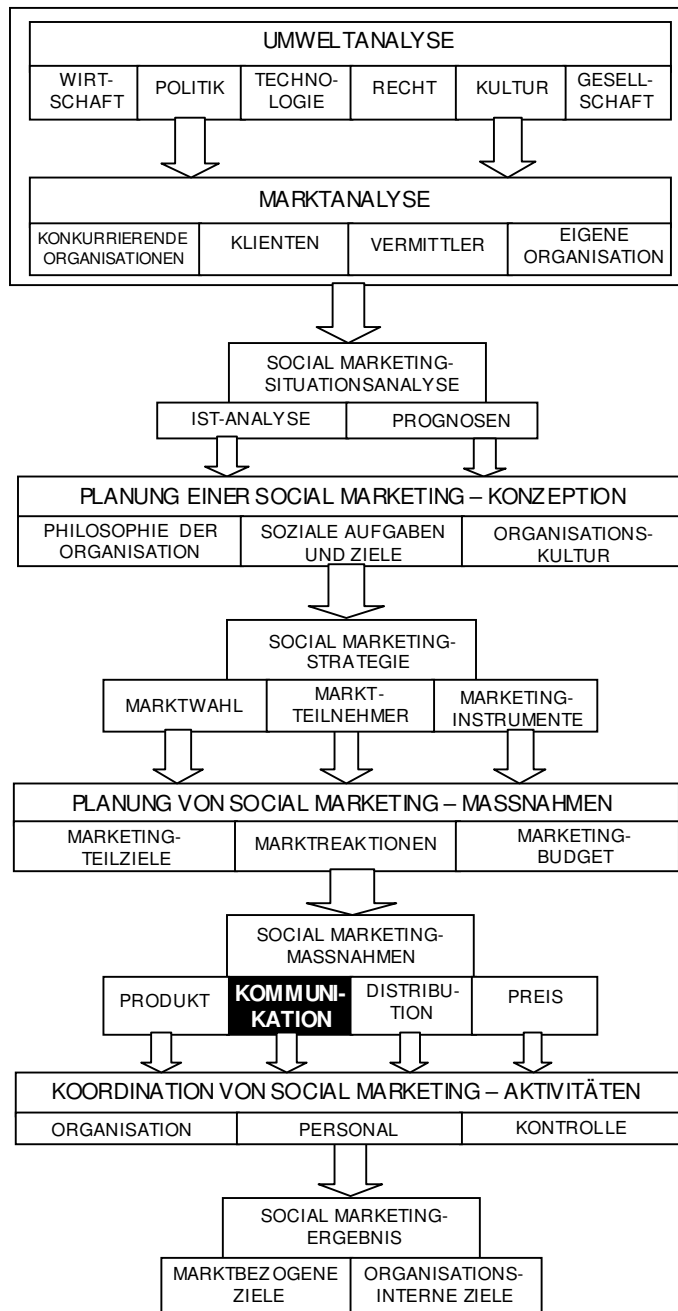 UMWELTANALYSE
WIRT-
SCHAFT
POLITIK
TECHNO-
LOGIE
RECHT
KULTUR
GESELL-
SCHAFT
MARKTANALYSE
KONKURRIERENDE
ORGANISATIONEN
KLIENTEN
VERMITTLER
EIGENE
ORGANISATION
SOCIAL MARKETING-
SITUATIONSANALYSE
IST-ANALYSE
PROGNOSEN
PLANUNG EINER SOCIAL MARKETING – KONZEPTION
PHILOSOPHIE DER
ORGANISATION
SOZIALE AUFGABEN
UND ZIELE
ORGANISATIONS-
KULTUR
SOCIAL MARKETING-
STRATEGIE
MARKTWAHL
MARKT-
TEILNEHMER
MARKETING-
INSTRUMENTE
PLANUNG VON SOCIAL MARKETING – MASSNAHMEN
MARKETING-
TEILZIELE
MARKTREAKTIONEN
MARKETING-
BUDGET
SOCIAL MARKETING-
MASSNAHMEN
PRODUKT
KOMMUNI-
KATION
DISTRIBU-
TION
PREIS
KOORDINATION VON SOCIAL MARKETING – AKTIVITÄTEN
ORGANISATION
PERSONAL
KONTROLLE
SOCIAL MARKETING-
ERGEBNIS
MARKTBEZOGENE
ZIELE
ORGANISATIONS-
INTERNE ZIELE